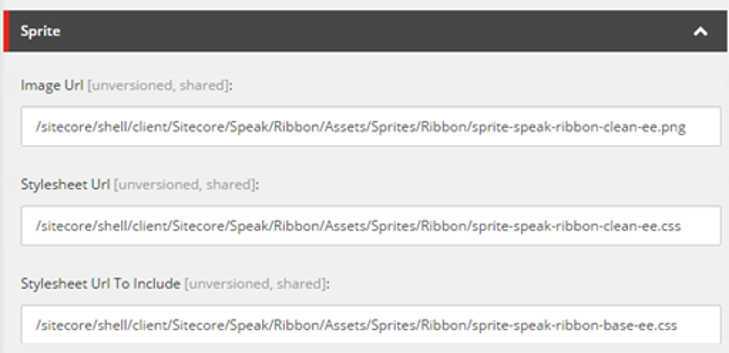 Sprite
Image Url [unversioned, shared]:
/sitecore/shell/client/Sitecore/Speak/Ribbon/Assets/Sprites/Ribbon/sprite-speak-ribbon-clean-ee.png
Stylesheet Url [unversioned, shared]:
/sitecore/shell/client/Sitecore/Speak/Ribbon/Assets/Sprites/Ribbon/sprite-speak-ribbon-clean-ee.css
Stylesheet Url To Include [unversioned, shared]:
/sitecore/shell/client/Sitecore/Speak/Ribbon/Assets/Sprites/Ribbon/sprite-speak-ribbon-base-ee.css